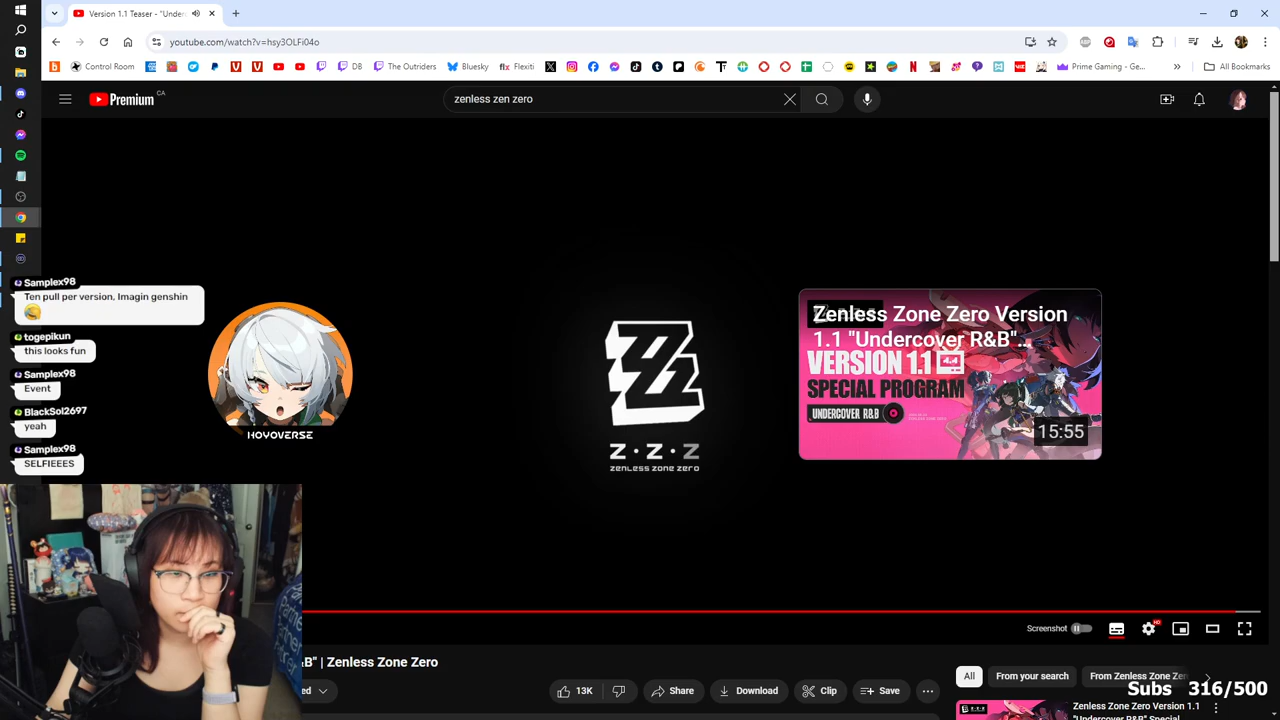 Version 1.1 Teaser - "Under
youtube.com/watch?v=hsy3OLFi04o
Control Room
DB
The Outriders
Bluesky
Flexiti
Prime Gaming - Ge...
All Bookmarks
Premium CA
zenless zen zero
Samplex98
Ten pull per version, Imagin genshin
togepikun
this looks fun
Samplex98
Event
BlackSol2697
yeah
Samplex98
SELFIEEES
HOYOVERSE
Z·Z·Z
zenless zone zero
Zenless Zone Zero Version
1.1 "Undercover R&B"...
VERSION 1.1
SPECIAL PROGRAM
UNDERCOVER R&B
15:55
Screenshot
HD
B" | Zenless Zone Zero
ed
13K
Share
Download
Clip
Save
All
From your search
From Zenless Zone Zer
Subs 316/500
Zenless Zone Zero Version 1.1
"Undercover R&B" Special